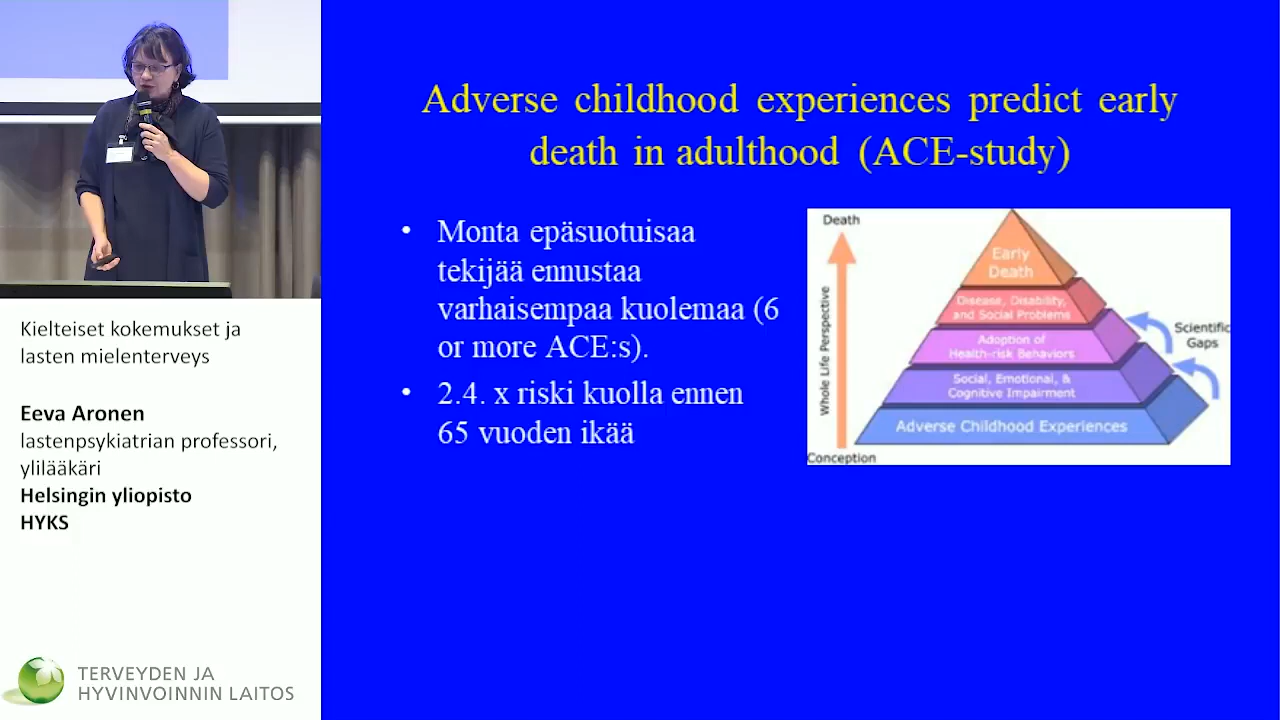 Kielteiset kokemukset ja
lasten mielenterveys
Eeva Aronen
lastenpsykiatrian professori,
ylilääkäri
Helsingin yliopisto
HYKS
TERVEYDEN JA
HYVINVOINNIN LAITOS
Adverse childhood experiences predict early
death in adulthood (ACE-study)
• Monta epäsuotuisaa
tekijää ennustaa
varhaisempaa kuolemaa (6
or more ACE:s).
• 2.4. x riski kuolla ennen
65 vuoden ikää
Death
Whole Life Perspective
Conception
Early
Death
Disease, Disability,
and Social Problems
Adoption of
Health-risk Behaviors
Social, Emotional, &
Cognitive Impairment
Adverse Childhood Experiences
Scientific
Gaps